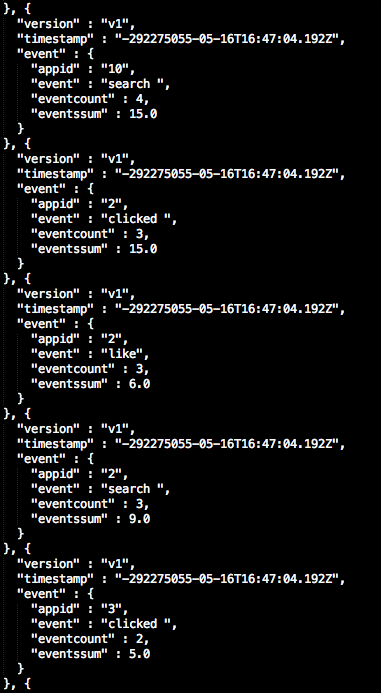 }, {
"version" : "v1",
"timestamp" : "-292275055-05-16T16:47:04.192Z",
"event" : {
"appid" : "10",
"event" : "search ",
"eventcount" : 4,
"eventssum" : 15.0
}
}, {
"version" : "v1",
"timestamp" : "-292275055-05-16T16:47:04.192Z",
"event" : {
"appid" : "2",
"event" : "clicked ",
"eventcount" : 3,
"eventssum" : 15.0
}
}, {
"version" : "v1",
"timestamp" : "-292275055-05-16T16:47:04.192Z",
"event" : {
"appid" : "2",
"event" : "like",
"eventcount" : 3,
"eventssum" : 6.0
}
}, {
"version" : "v1",
"timestamp" : "-292275055-05-16T16:47:04.192Z",
"event" : {
"appid" : "2",
"event" : "search ",
"eventcount" : 3,
"eventssum" : 9.0
}
}, {
"version" : "v1",
"timestamp" : "-292275055-05-16T16:47:04.192Z",
"event" : {
"appid" : "3",
"event" : "clicked ",
"eventcount" : 2,
"eventssum" : 5.0
}
}, {